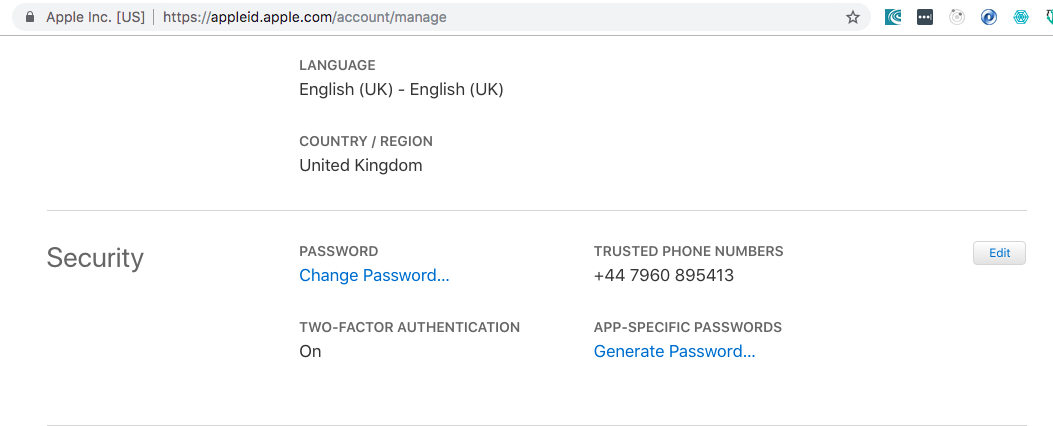 Apple Inc. [US] | https://appleid.apple.com/account/manage
LANGUAGE
English (UK) - English (UK)
COUNTRY / REGION
United Kingdom
Security
PASSWORD
Change Password...
TRUSTED PHONE NUMBERS
+44 7960 895413
Edit
TWO-FACTOR AUTHENTICATION
On
APP-SPECIFIC PASSWORDS
Generate Password...